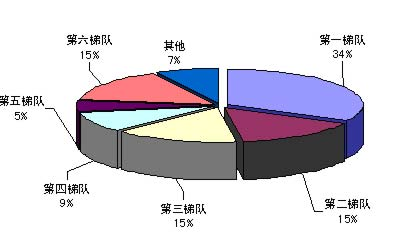 第一梯队
34%
第二梯队
15%
第三梯队
15%
第四梯队
9%
第五梯队
5%
第六梯队
15%
其他
7%